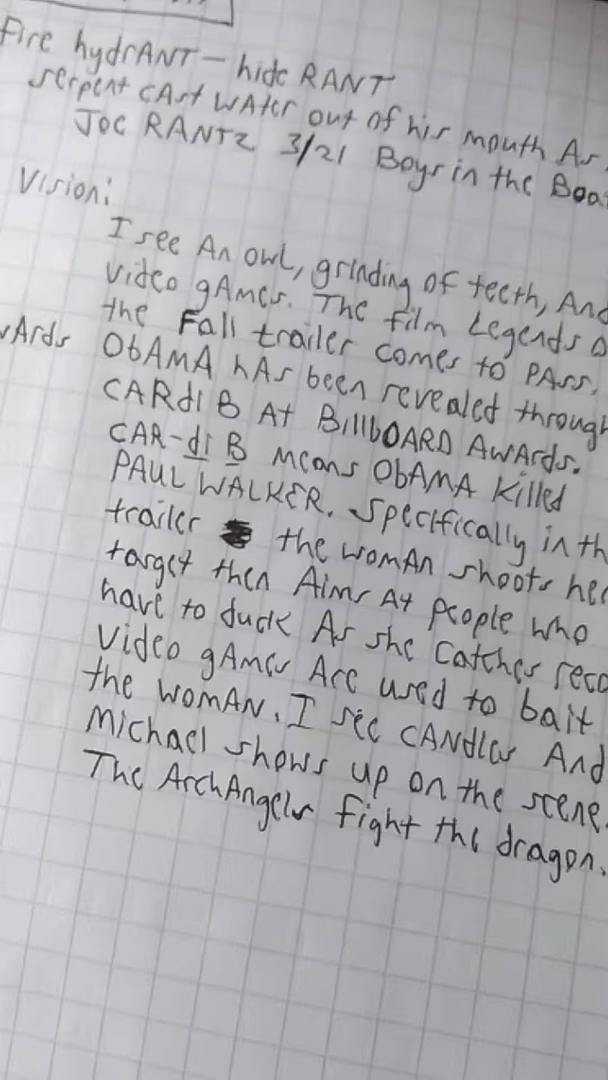 Fire hydrANT - hide RANT
serpent cAst wAter out of his mouth As
Joe RANTZ 3/21 Boys in the Boat
Vision:
I see An owl, grinding of teeth, And
video gAmes. The film Legends o
the Fall trailer comes to pAss.
vArds ObAMA hAs been revealed through
CARdi B At BillbOARD AwArds.
CAR-di B meAns ObAMA killed
PAUL WALKER. Specifically in th
trailer the womAn shoots her
target then Aims At people who
have to duck As she cAtches reco
Video gAmes Are used to bait
the womAn. I see cANdles And
Michael shows up on the scene.
The ArchAngels fight the dragon.